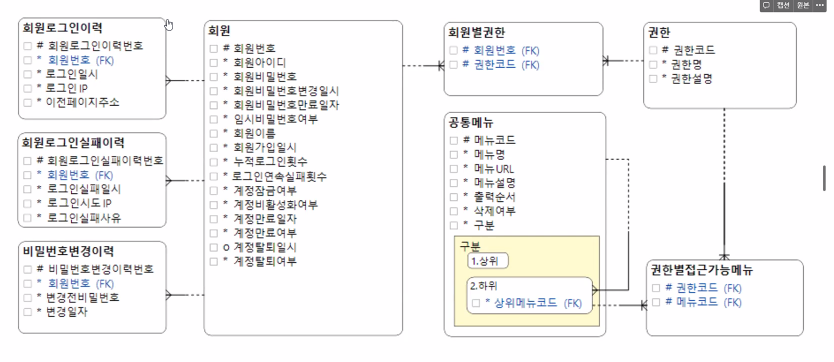 캡션 원본
회원로그인이력
# 회원로그인이력번호
* 회원번호 (FK)
* 로그인일시
* 로그인IP
* 이전페이지주소
회원로그인실패이력
# 회원로그인실패이력번호
* 회원번호 (FK)
* 로그인실패일시
* 로그인시도IP
* 로그인실패사유
비밀번호변경이력
# 비밀번호변경이력번호
* 회원번호 (FK)
* 변경전비밀번호
* 변경일자
회원
# 회원번호
* 회원아이디
* 회원비밀번호
* 회원비밀번호변경일시
* 회원비밀번호만료일자
* 임시비밀번호여부
* 회원이름
* 회원가입일시
* 누적로그인횟수
* 로그인연속실패횟수
* 계정잠금여부
* 계정비활성화여부
* 계정만료일자
* 계정만료여부
o 계정탈퇴일시
* 계정탈퇴여부
회원별권한
# 회원번호 (FK)
# 권한코드 (FK)
권한
# 권한코드
* 권한명
* 권한설명
공통메뉴
# 메뉴코드
* 메뉴명
* 메뉴URL
* 메뉴설명
* 출력순서
* 삭제여부
* 구분
구분
1.상위
2.하위
* 상위메뉴코드 (FK)
권한별접근가능메뉴
# 권한코드 (FK)
# 메뉴코드 (FK)